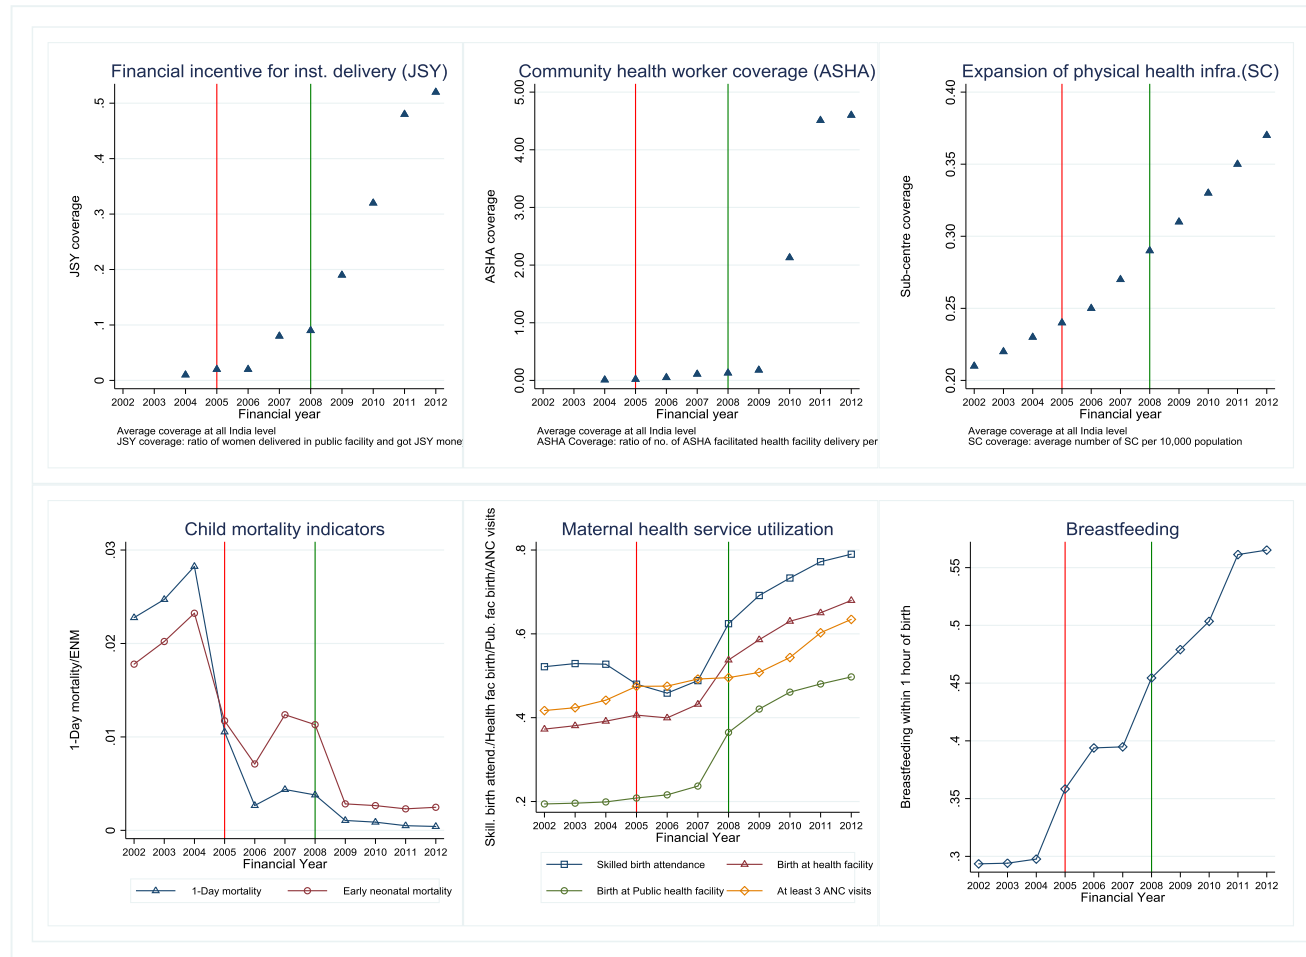 Financial incentive for inst. delivery (JSY)
JSY coverage
.5
.4
.3
.2
.1
0
2002 2003 2004 2005 2006 2007 2008 2009 2010 2011 2012
Financial year
Average coverage at all India level
JSY coverage: ratio of women delivered in public facility and got JSY mone
Community health worker coverage (ASHA)
ASHA coverage
5.00
4.00
3.00
2.00
1.00
0.00
2002 2003 2004 2005 2006 2007 2008 2009 2010 2011 2012
Financial year
Average coverage at all India level
ASHA Coverage: ratio of no. of ASHA facilitated health facility delivery per
Expansion of physical health infra.(SC)
Sub-centre coverage
0.40
0.35
0.30
0.25
0.20
2002 2003 2004 2005 2006 2007 2008 2009 2010 2011 2012
Financial year
Average coverage at all India level
SC coverage: average number of SC per 10,000 population
Child mortality indicators
1-Day mortality/ENM
.03
.02
.01
0
2002 2003 2004 2005 2006 2007 2008 2009 2010 2011 2012
Financial Year
1-Day mortality
Early neonatal mortality
Maternal health service utilization
Skill. birth attend./Health fac birth/Pub. fac birth/ANC visits
.8
.6
.4
.2
2002 2003 2004 2005 2006 2007 2008 2009 2010 2011 2012
Financial Year
Skilled birth attendance
Birth at health facility
Birth at Public health facility
At least 3 ANC visits
Breastfeeding
Breastfeeding within 1 hour of birth
.55
.5
.45
.4
.35
.3
2002 2003 2004 2005 2006 2007 2008 2009 2010 2011 2012
Financial Year